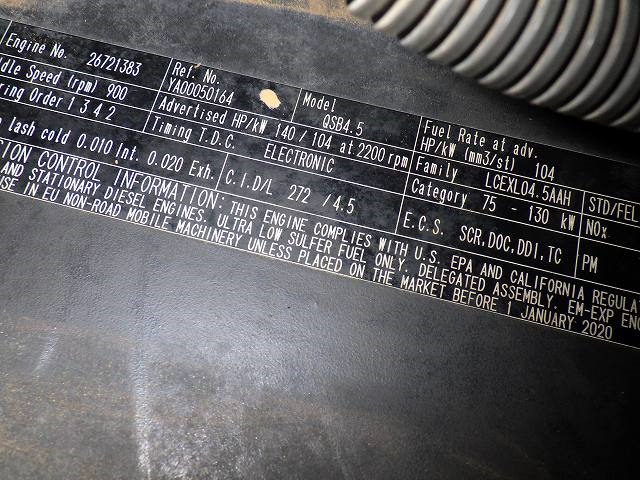 Engine No. 26721383
dle Speed (rpm) 900
ring Order 1 3 4 2
lash cold 0.010 Int. 0.020 Exh.
Ref. No.
YA00050164
Advertised HP/kW 140 / 104 at 2200 rpm
Timing T.D.C. ELECTRONIC
C.I.D/L 272 / 4.5
Model
QSB4.5
Fuel Rate at adv.
HP/kW (mm3/st) 104
Family LCEXL04.5AAH
Category 75 - 130 kW
E.C.S. SCR,DOC,DDI,TC
STD/FEL
NOx
PM
SION CONTROL INFORMATION: THIS ENGINE COMPLIES WITH U.S. EPA AND CALIFORNIA REGULA
AND STATIONARY DIESEL ENGINES. ULTRA LOW SULFER FUEL ONLY. DELEGATED ASSEMBLY. EM-EXP ENG
USE IN EU NON-ROAD MOBILE MACHINERY UNLESS PLACED ON THE MARKET BEFORE 1 JANUARY 2020